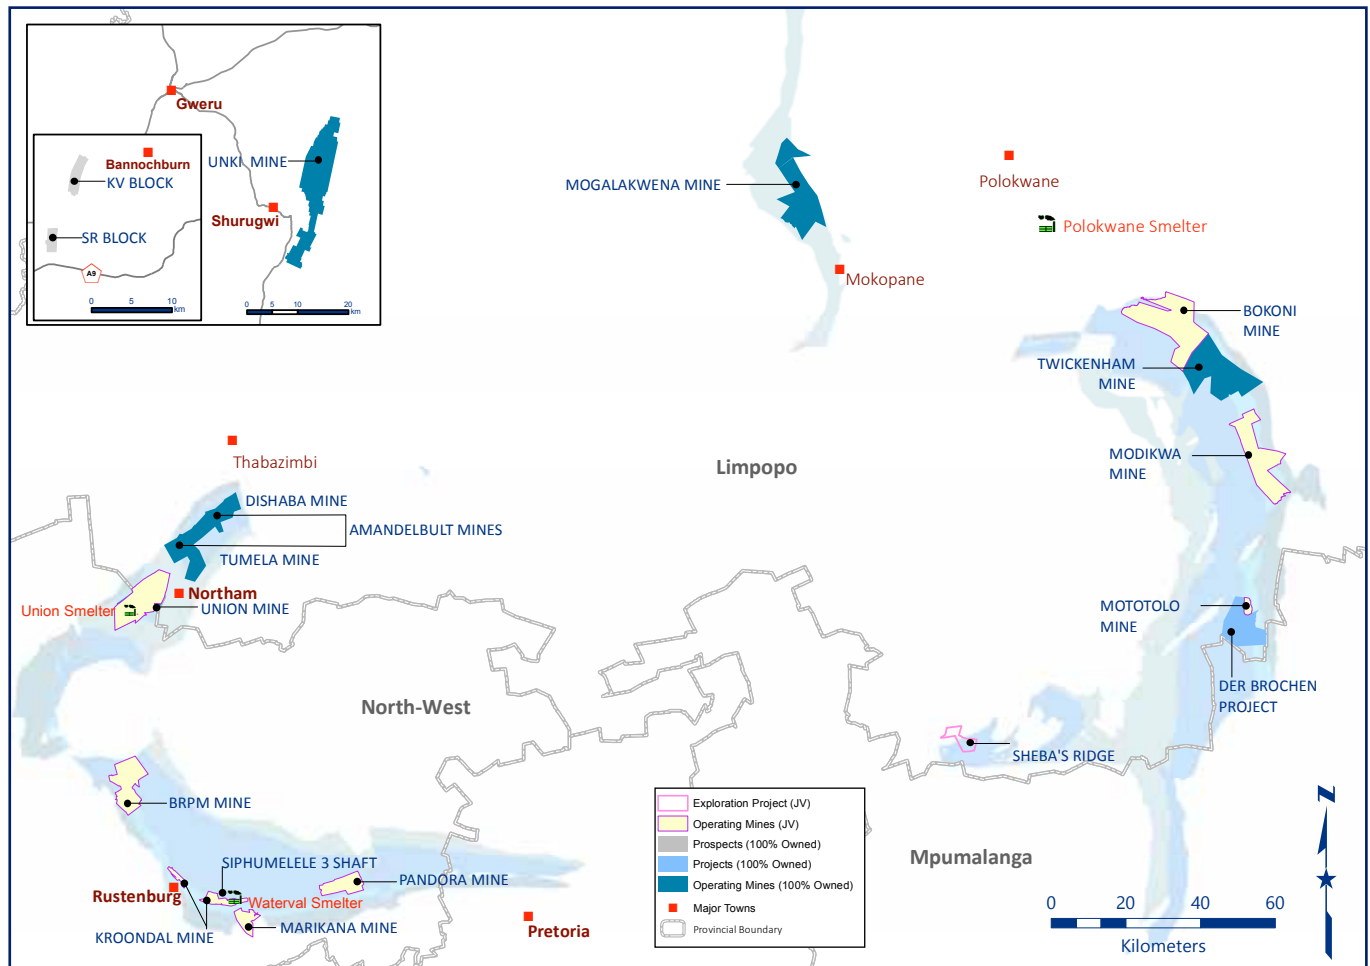 Gweru
Bannochburn
KV BLOCK
SR BLOCK
A9
0 5 10
km
UNKI MINE
Shurugwi
0 5 10 20
km
MOGALAKWENA MINE
Polokwane
Polokwane Smelter
Mokopane
BOKONI
MINE
TWICKENHAM
MINE
MODIKWA
MINE
Thabazimbi
Limpopo
DISHABA MINE
AMANDELBULT MINES
TUMELA MINE
Northam
Union Smelter
UNION MINE
MOTOTOLO
MINE
DER BROCHEN
PROJECT
North-West
SHEBA'S RIDGE
BRPM MINE
SIPHUMELELE 3 SHAFT
PANDORA MINE
Rustenburg
Waterval Smelter
KROONDAL MINE
MARIKANA MINE
Pretoria
Mpumalanga
Exploration Project (JV)
Operating Mines (JV)
Prospects (100% Owned)
Projects (100% Owned)
Operating Mines (100% Owned)
Major Towns
Provincial Boundary
N
0 20 40 60
Kilometers